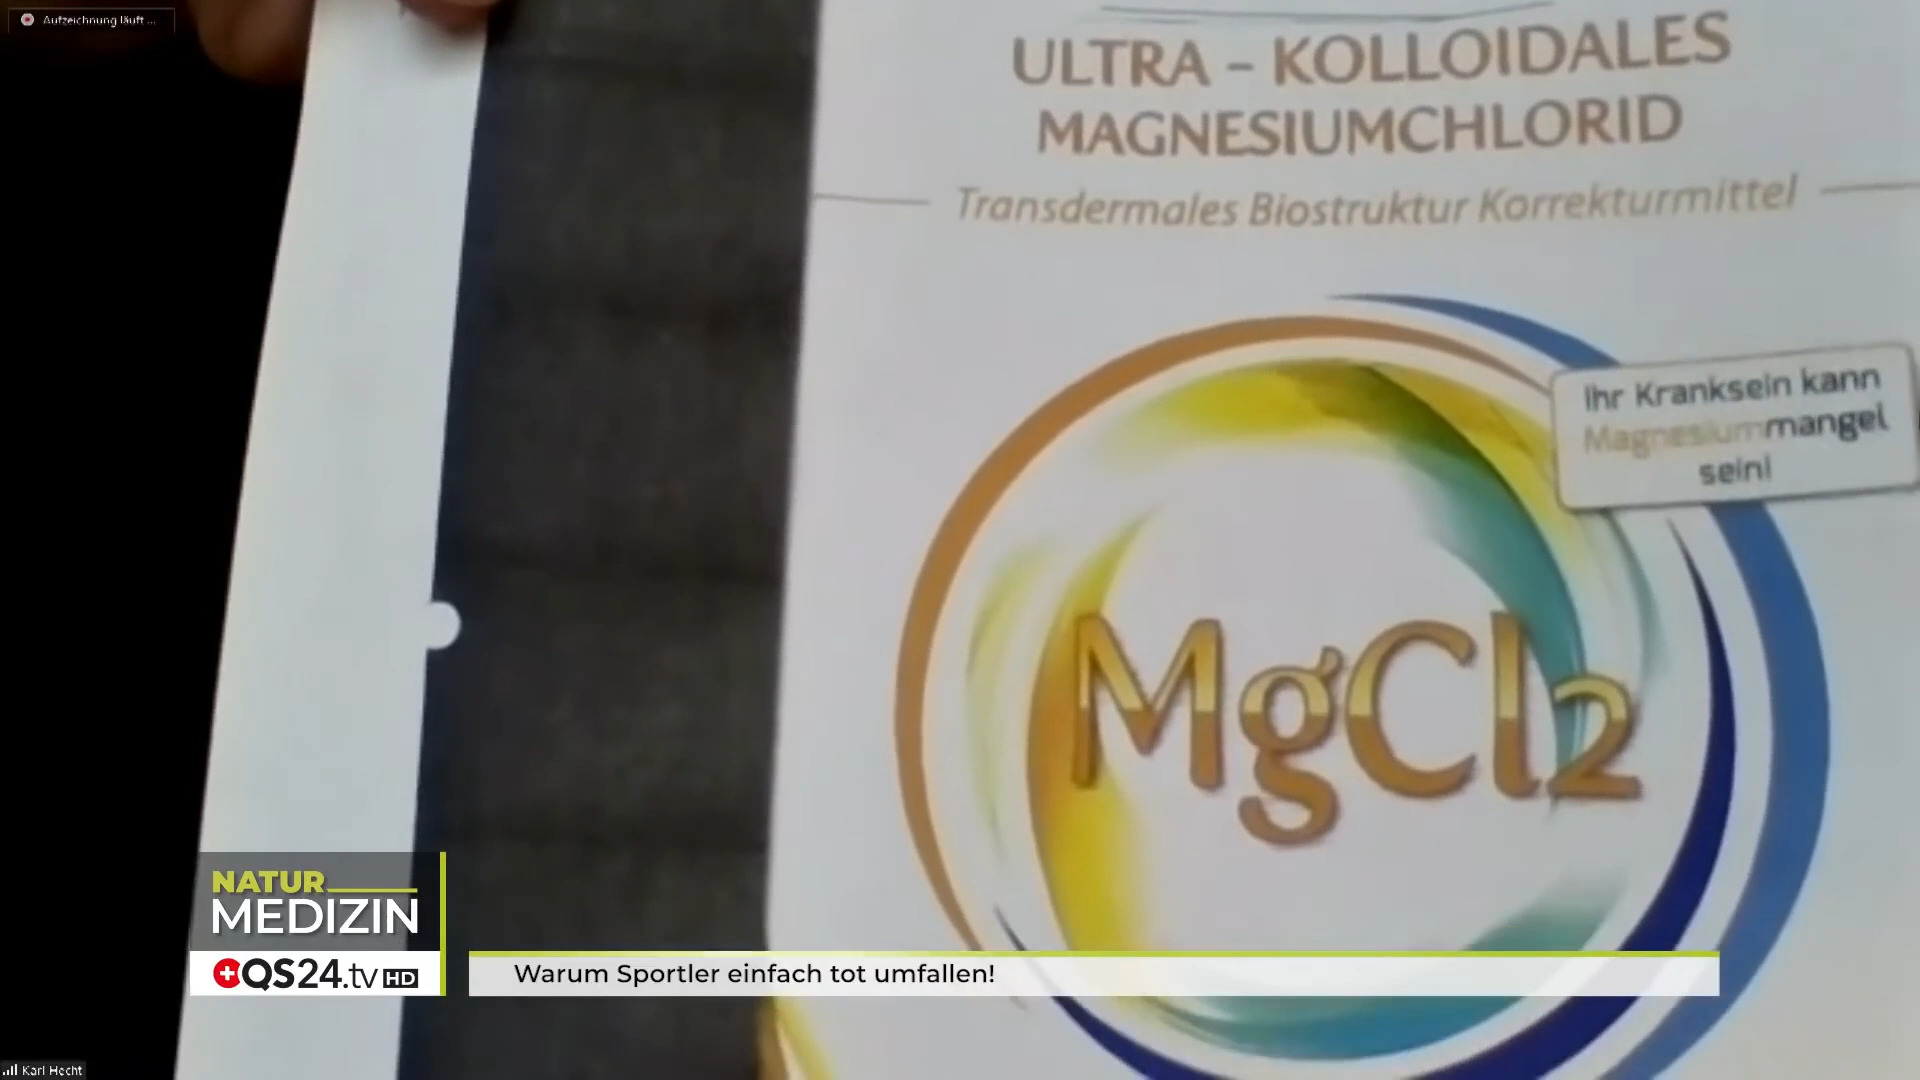 Aufzeichnung läuft ...
ULTRA – KOLLOIDALES
MAGNESIUMCHLORID
Transdermales Biostruktur Korrekturmittel
Ihr Kranksein kann
Magnesiummangel
sein!
MgCl2
NATUR
MEDIZIN
QS24.tv HD
Warum Sportler einfach tot umfallen!
Karl Hecht